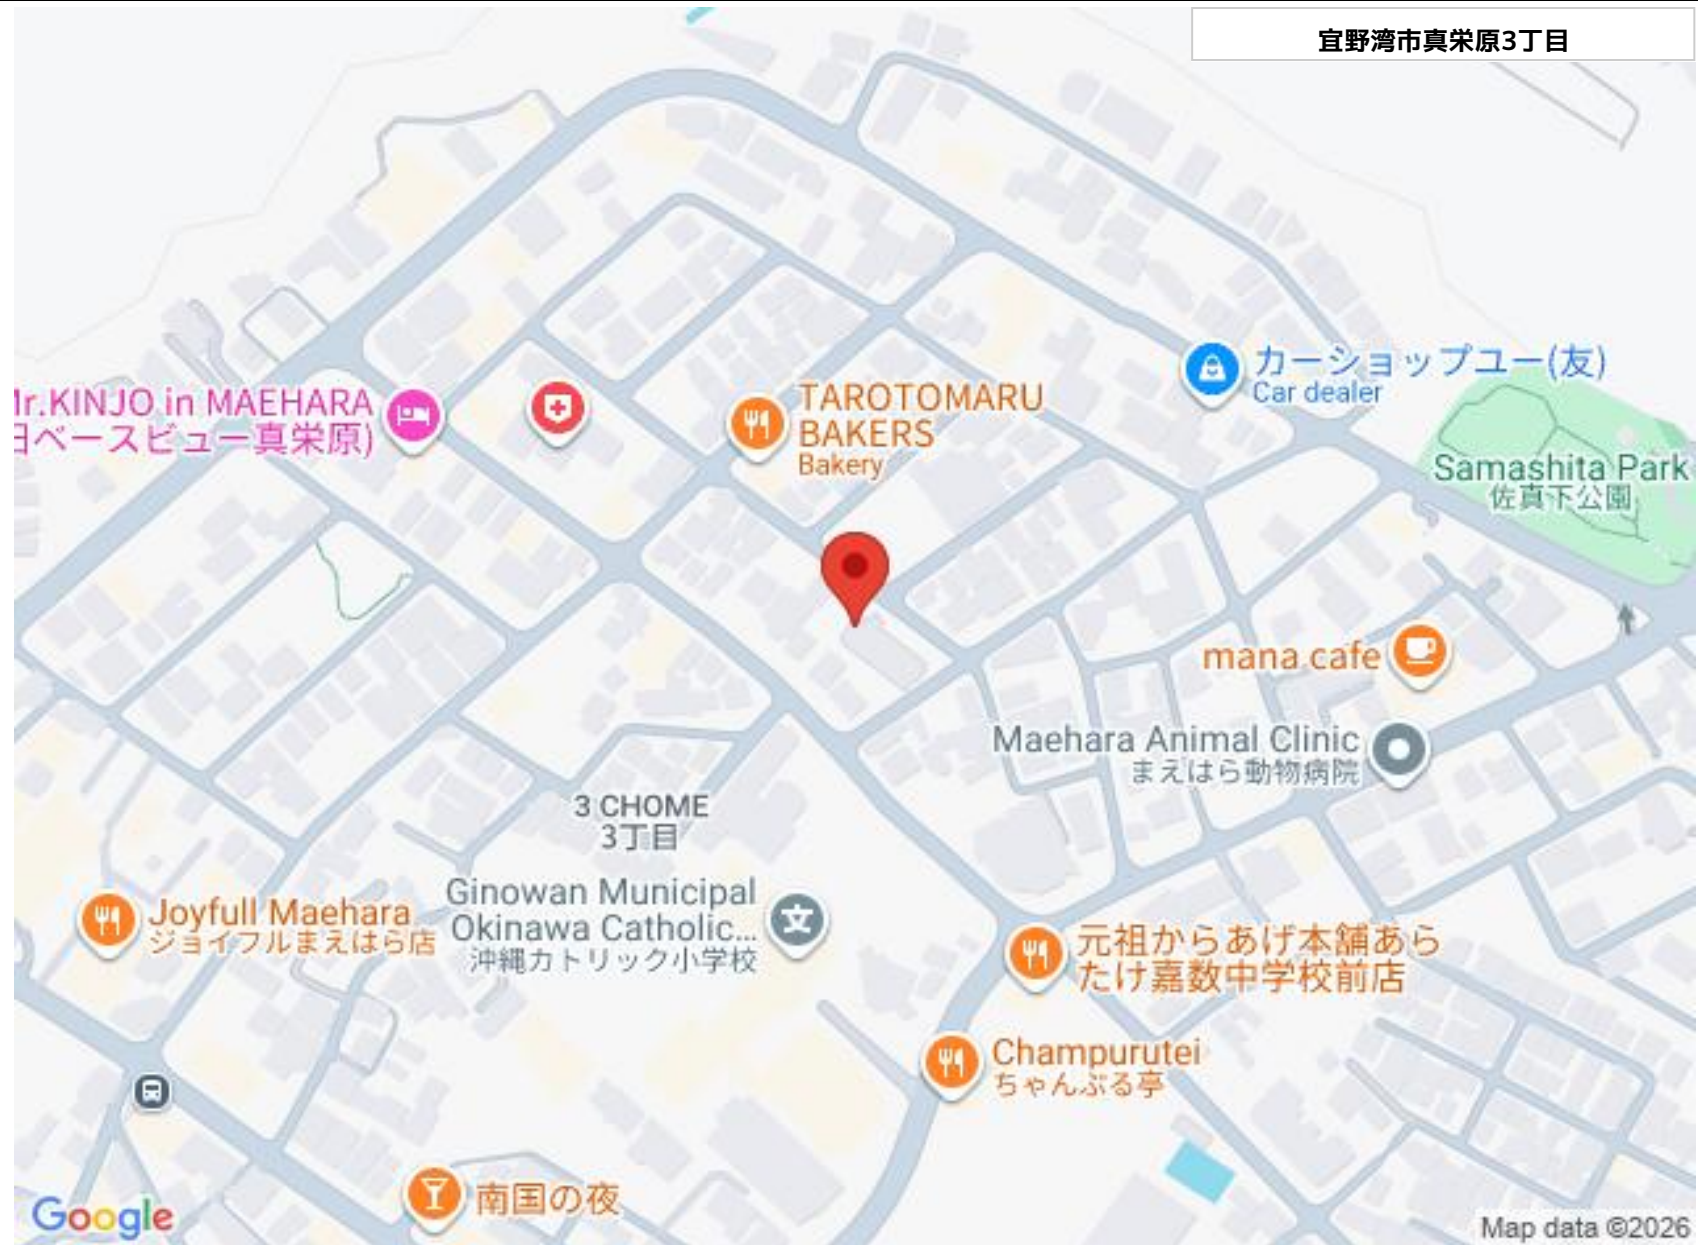 宜野湾市真栄原3丁目
カーショップユー(友)
Car dealer
Mr.KINJO in MAEHARA
旧ベースビュー真栄原)
TAROTOMARU
BAKERS
Bakery
Samashita Park
佐真下公園
mana cafe
Maehara Animal Clinic
まえはら動物病院
3 CHOME
3丁目
Joyfull Maehara
ジョイフルまえはら店
Ginowan Municipal
Okinawa Catholic...
沖縄カトリック小学校
文
元祖からあげ本舗あら
たけ嘉数中学校前店
Champurutei
ちゃんぷる亭
南国の夜
Google
Map data ©2026